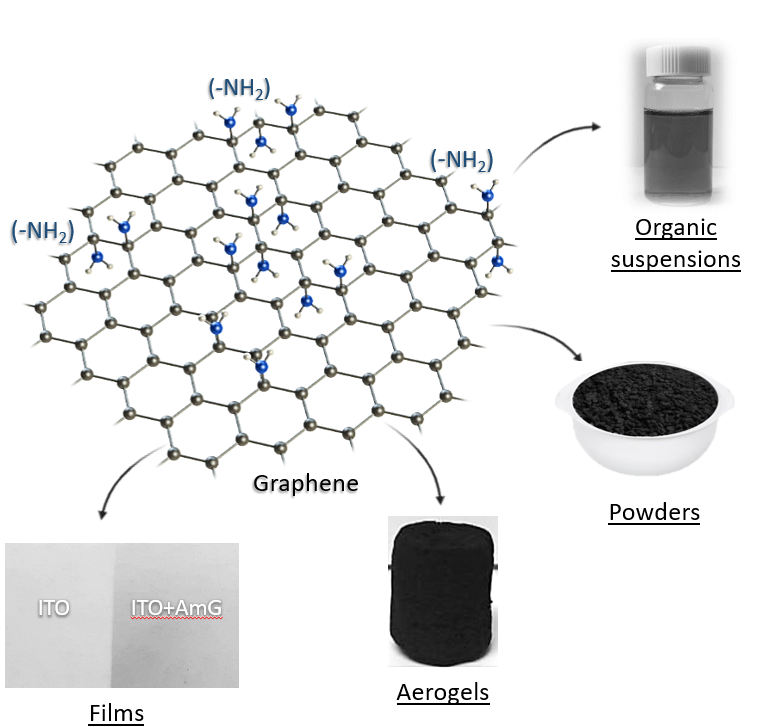 (-NH₂)
(-NH₂)
(-NH₂)
Organic
suspensions
Graphene
Powders
ITO
ITO+AmG
Aerogels
Films